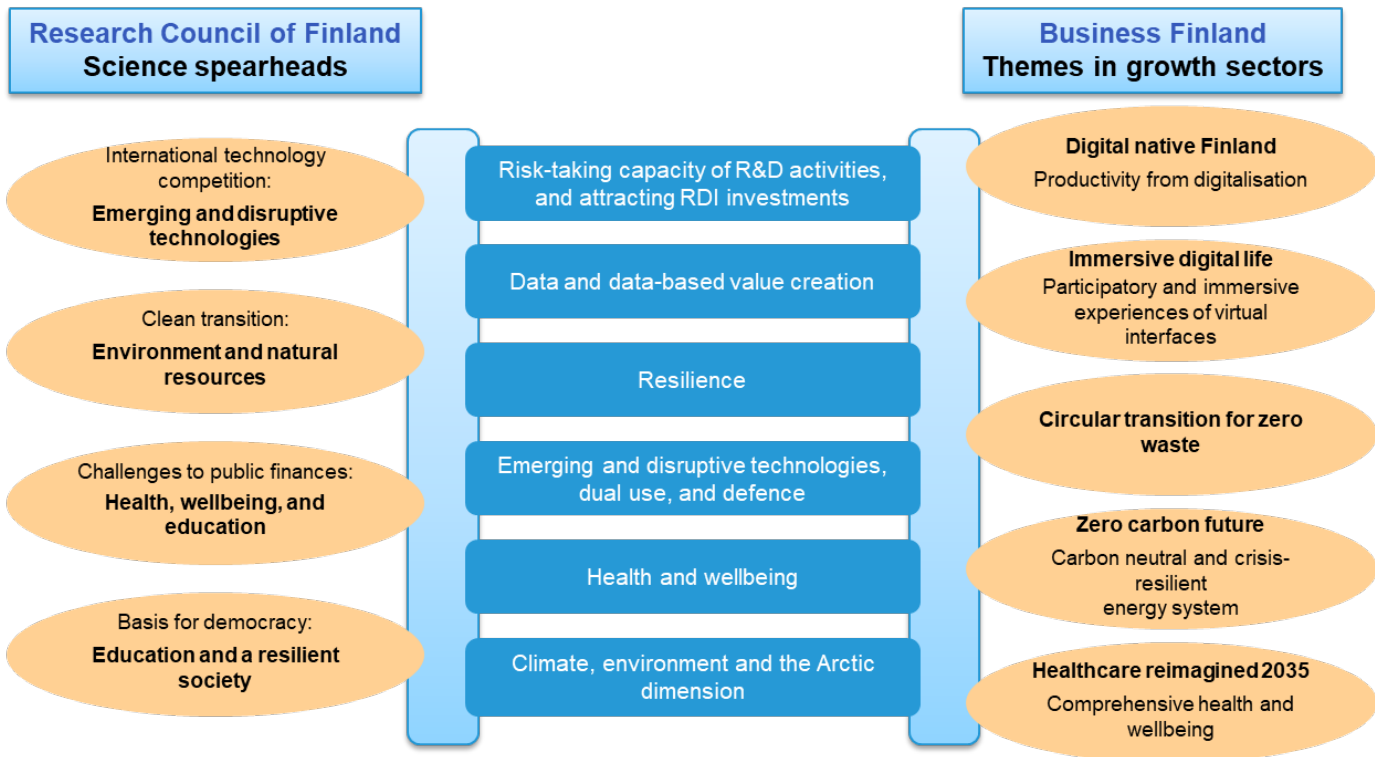 Research Council of Finland
Science spearheads
International technology
competition:
Emerging and disruptive
technologies
Clean transition:
Environment and natural
resources
Challenges to public finances:
Health, wellbeing, and
education
Basis for democracy:
Education and a resilient
society
Risk-taking capacity of R&D activities,
and attracting RDI investments
Data and data-based value creation
Resilience
Emerging and disruptive technologies,
dual use, and defence
Health and wellbeing
Climate, environment and the Arctic
dimension
Business Finland
Themes in growth sectors
Digital native Finland
Productivity from digitalisation
Immersive digital life
Participatory and immersive
experiences of virtual
interfaces
Circular transition for zero
waste
Zero carbon future
Carbon neutral and crisis-
resilient
energy system
Healthcare reimagined 2035
Comprehensive health and
wellbeing